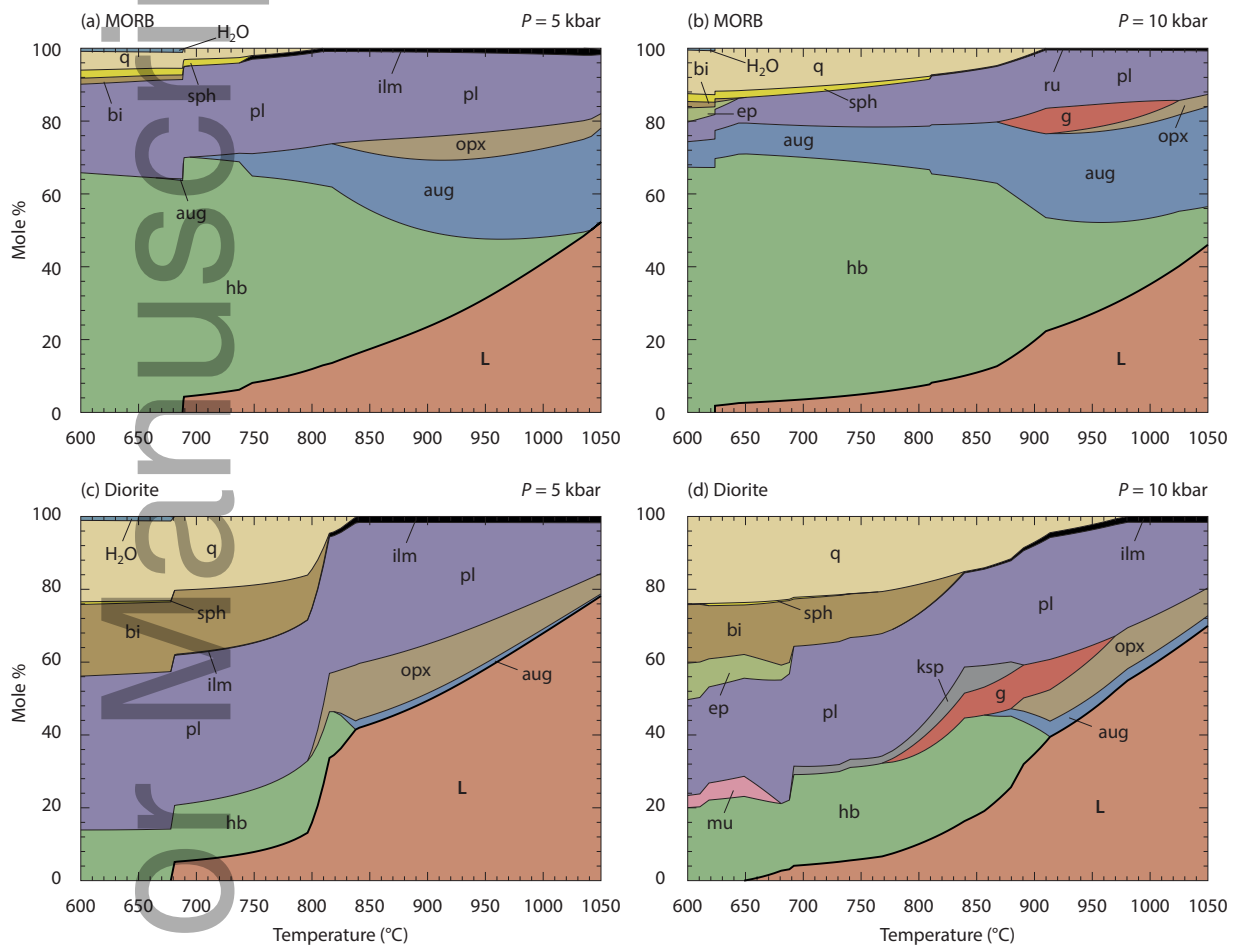 (a) MORB
P = 5 kbar
H₂O
q
sph
bi
pl
ilm
pl
opx
aug
aug
hb
L
100
80
60
40
20
0
Mole %
600 650 700 750 800 850 900 950 1000 1050
(b) MORB
P = 10 kbar
H₂O
q
bi
ep
sph
ru
pl
g
opx
aug
aug
hb
L
100
80
60
40
20
0
600 650 700 750 800 850 900 950 1000 1050
(c) Diorite
P = 5 kbar
H₂O
q
sph
bi
ilm
ilm
pl
pl
opx
aug
hb
L
100
80
60
40
20
0
Mole %
600 650 700 750 800 850 900 950 1000 1050
Temperature (°C)
(d) Diorite
P = 10 kbar
q
sph
bi
ep
ilm
pl
pl
ksp
g
opx
aug
mu
hb
L
100
80
60
40
20
0
600 650 700 750 800 850 900 950 1000 1050
Temperature (°C)
or Manuscri